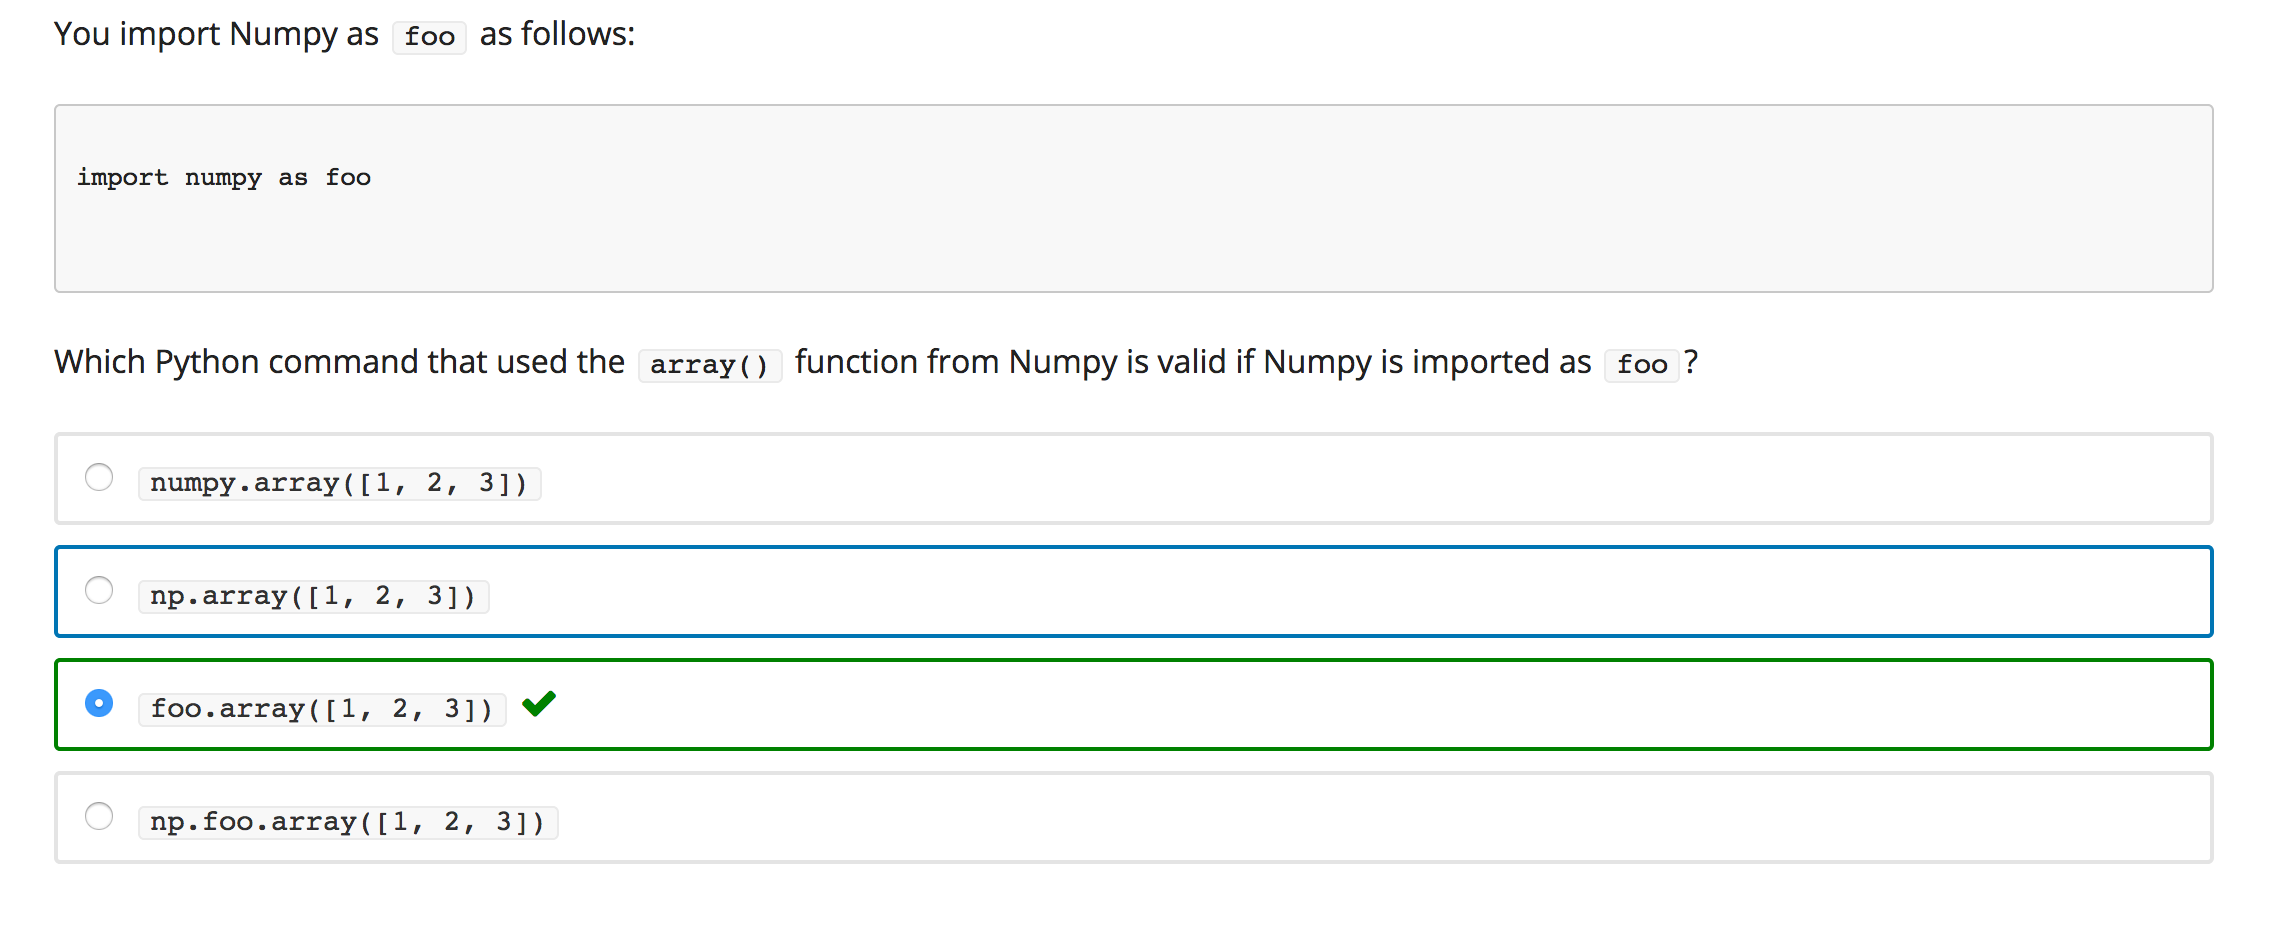 You import Numpy as foo as follows:
import numpy as foo
Which Python command that used the array() function from Numpy is valid if Numpy is imported as foo?
numpy.array([1, 2, 3])
np.array([1, 2, 3])
foo.array([1, 2, 3])
np.foo.array([1, 2, 3])